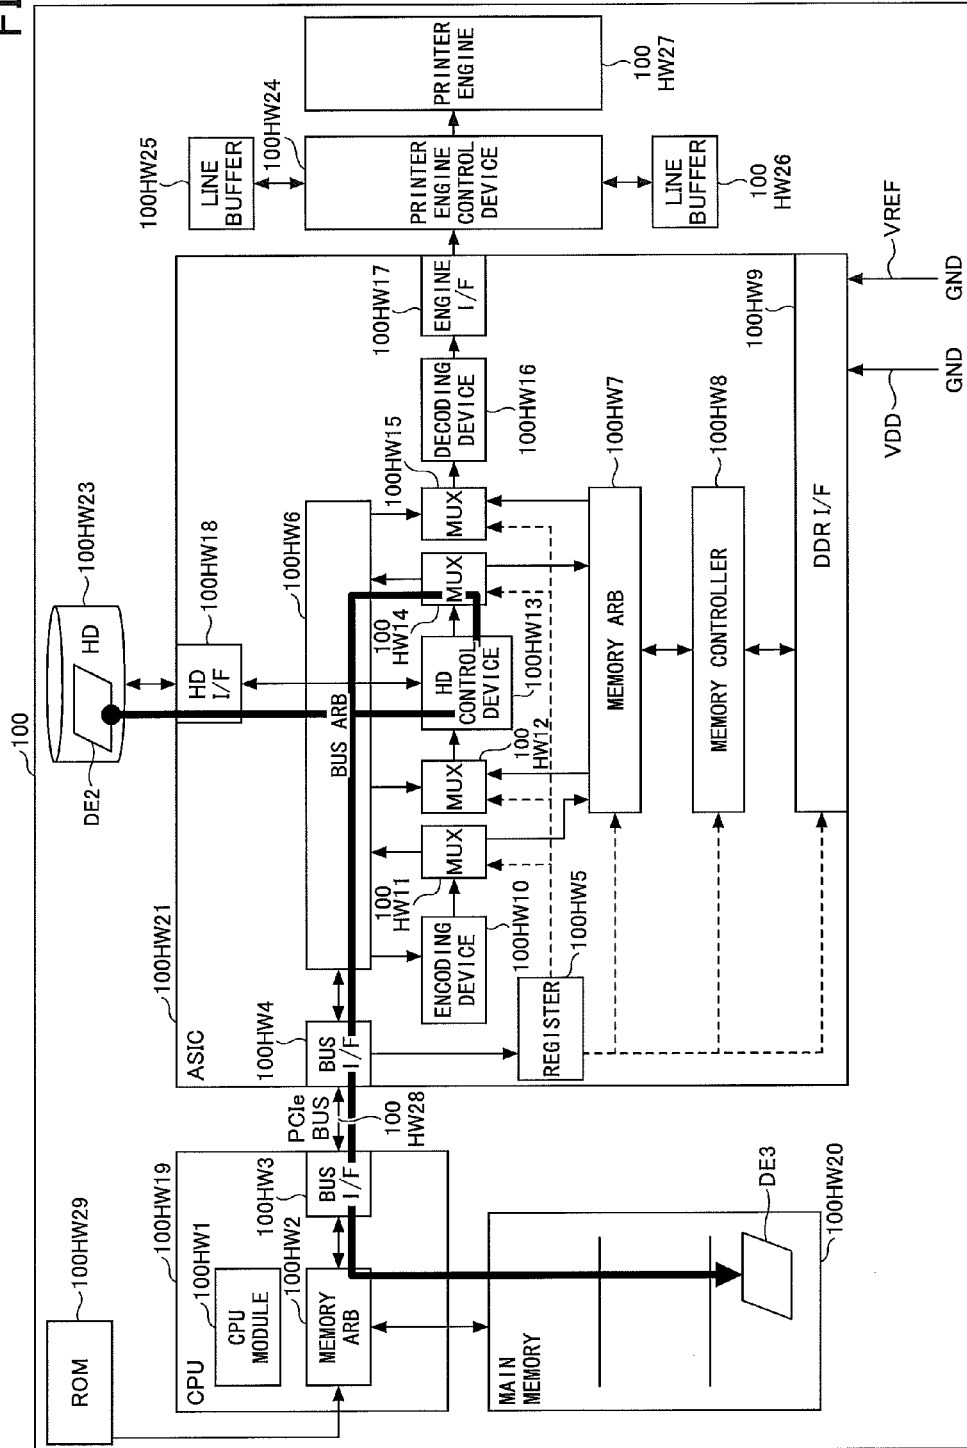 FI
100
ROM
100HW29
100HW19
CPU
100HW1
CPU
MODULE
100HW2
MEMORY
ARB
100HW3
BUS
I/F
PCIe
BUS
100
HW28
MAIN
MEMORY
DE3
100HW20
100HW21
ASIC
100HW4
BUS
I/F
DE2
HD
100HW23
HD
I/F
100HW18
BUS ARB
100HW6
ENCODING
DEVICE
100HW10
100
HW11
MUX
MUX
100
HW12
HD
CONTROL
DEVICE
100HW13
100
HW14
MUX
MUX
100HW15
DECODING
DEVICE
100HW16
ENGINE
I/F
100HW17
REGISTER
100HW5
MEMORY ARB
100HW7
MEMORY CONTROLLER
100HW8
DDR I/F
100HW9
VDD
GND
VREF
GND
100HW25
LINE
BUFFER
100HW24
PRINTER
ENGINE
CONTROL
DEVICE
LINE
BUFFER
100
HW26
PRINTER
ENGINE
100
HW27